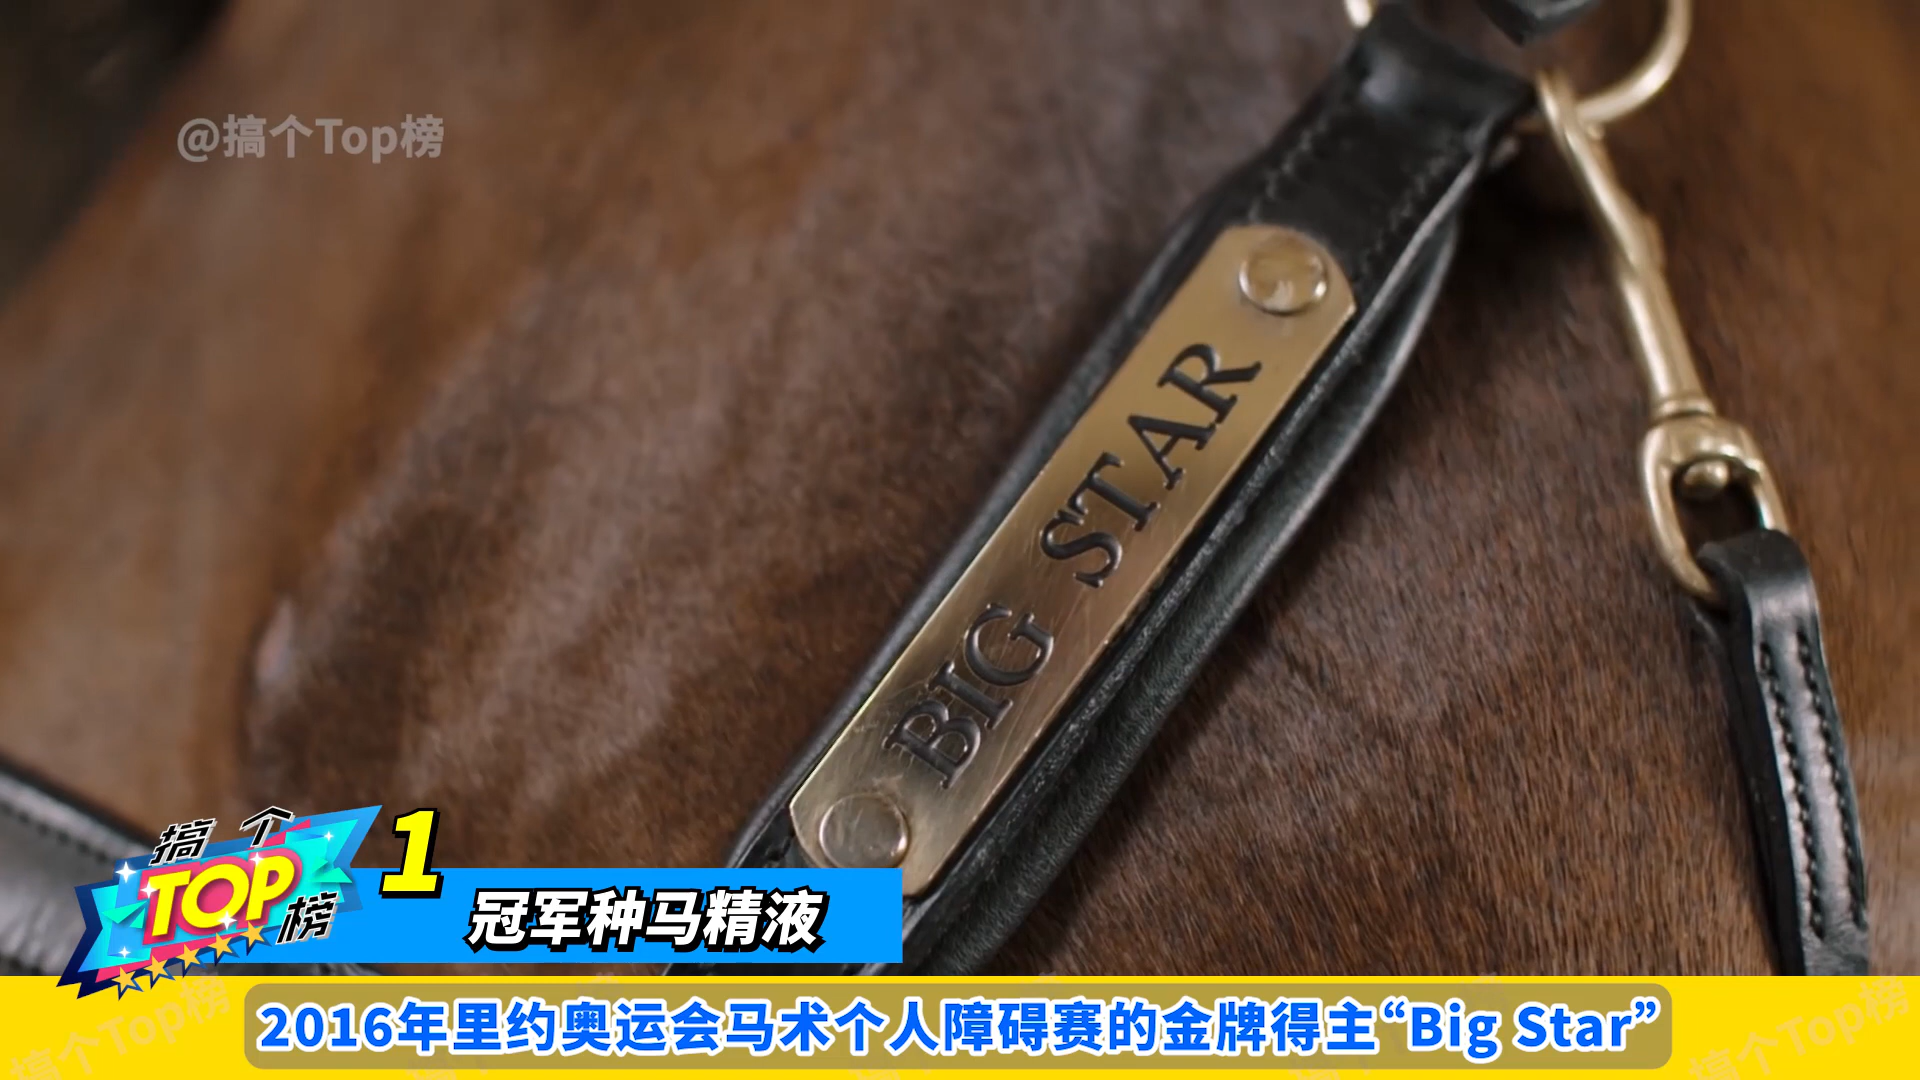 @搞个Top榜
BIG STAR
搞个
TOP
榜
1
冠军种马精液
2016年里约奥运会马术个人障碍赛的金牌得主“Big Star”
搞个Top榜
搞个Top榜